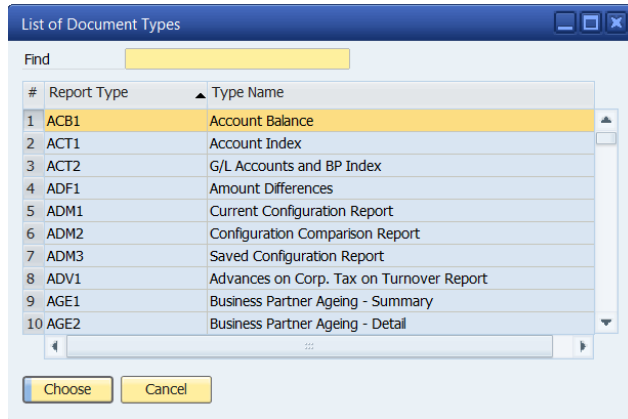 List of Document Types
Find
# Report Type Type Name
1 ACB1 Account Balance
2 ACT1 Account Index
3 ACT2 G/L Accounts and BP Index
4 ADF1 Amount Differences
5 ADM1 Current Configuration Report
6 ADM2 Configuration Comparison Report
7 ADM3 Saved Configuration Report
8 ADV1 Advances on Corp. Tax on Turnover Report
9 AGE1 Business Partner Ageing - Summary
10 AGE2 Business Partner Ageing - Detail
Choose Cancel